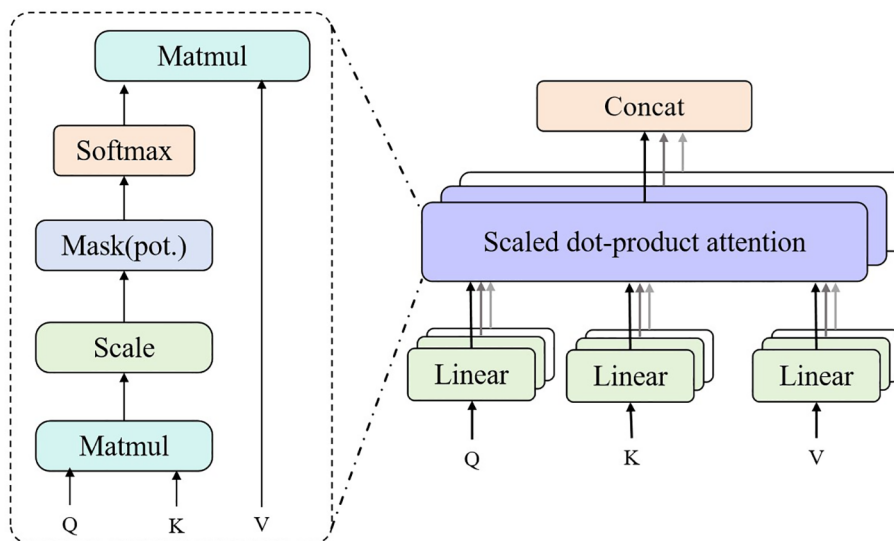 Matmul
Softmax
Mask(pot.)
Scale
Matmul
Q K V
Concat
Scaled dot-product attention
Linear Linear Linear
Q K V